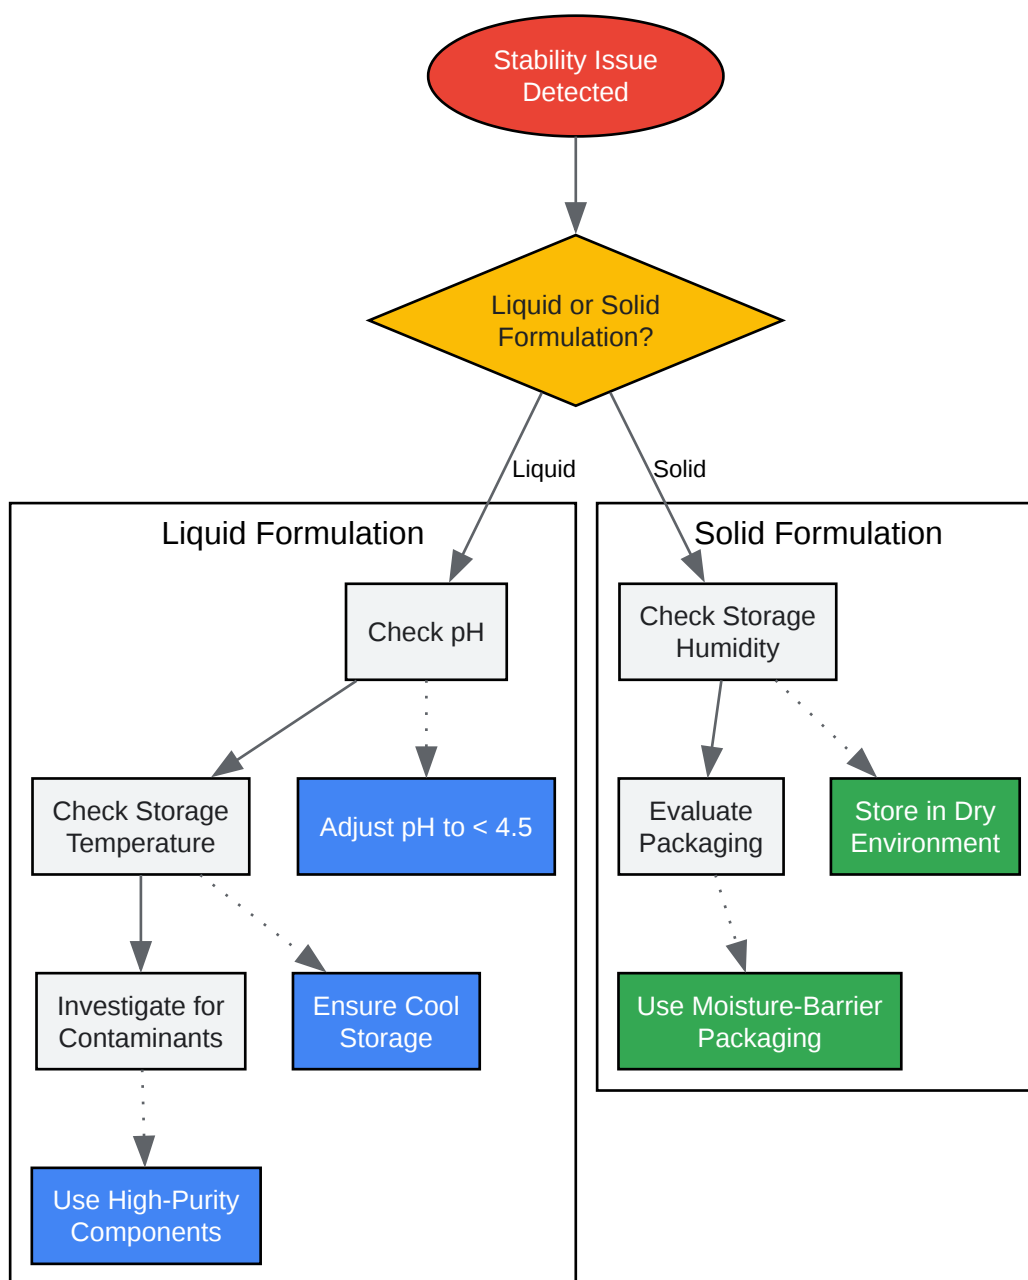 Stability Issue
Detected
Liquid or Solid
Formulation?
Liquid
Solid
Liquid Formulation
Solid Formulation
Check pH
Check Storage
Humidity
Check Storage
Temperature
Adjust pH to < 4.5
Evaluate
Packaging
Store in Dry
Environment
Investigate for
Contaminants
Ensure Cool
Storage
Use Moisture-Barrier
Packaging
Use High-Purity
Components